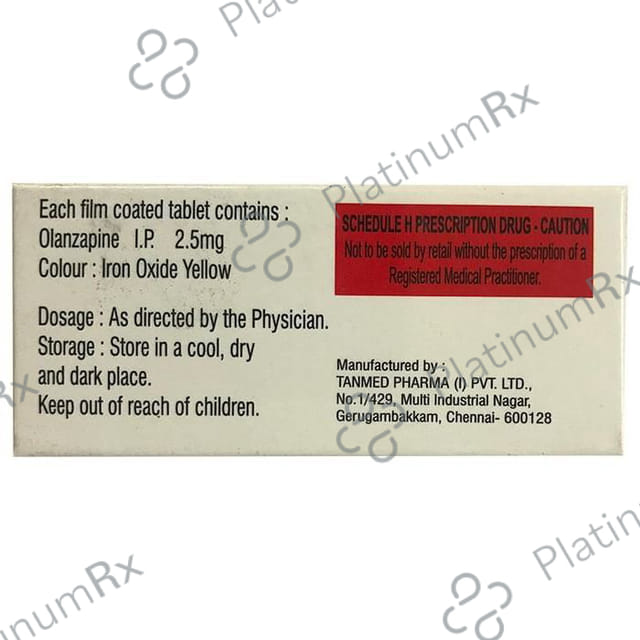 PlatinumRx
PlatinumRx
Each film coated tablet contains :
Olanzapine I.P. 2.5mg
Colour : Iron Oxide Yellow
Dosage : As directed by the Physician.
Storage : Store in a cool, dry
and dark place.
Keep out of reach of children.
SCHEDULE H PRESCRIPTION DRUG - CAUTION
Not to be sold by retail without the prescription of a
Registered Medical Practitioner.
Manufactured by :
TANMED PHARMA (I) PVT. LTD.,
No.1/429, Multi Industrial Nagar,
Gerugambakkam, Chennai- 600128
PlatinumRx
Rx
inumRx
Platin